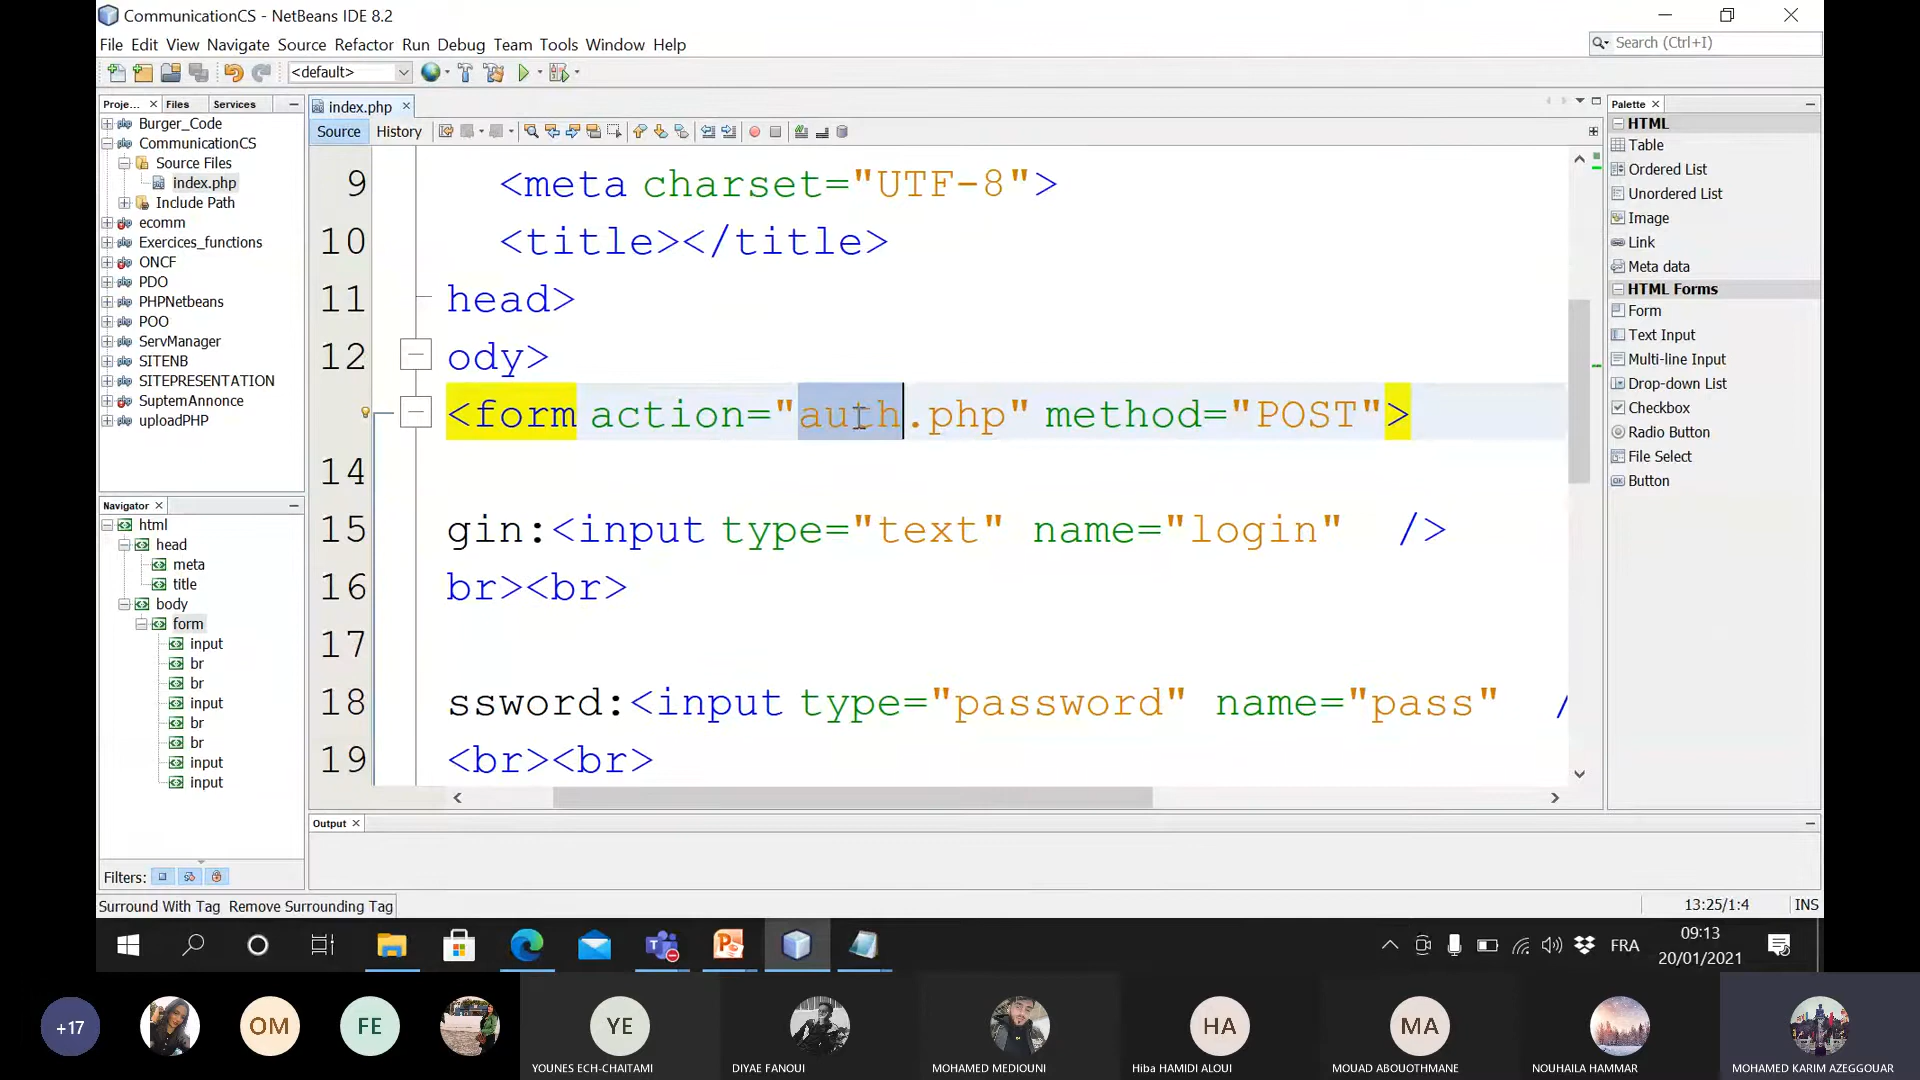 CommunicationCS - NetBeans IDE 8.2
File Edit View Navigate Source Refactor Run Debug Team Tools Window Help
Search (Ctrl+I)
<default>
Proje... Files Services
Burger_Code
CommunicationCS
Source Files
index.php
Include Path
ecomm
Exercices_functions
ONCF
PDO
PHPNetbeans
POO
ServManager
SITENB
SITEPRESENTATION
SuptemAnnonce
uploadPHP
Navigator
html
head
meta
title
body
form
input
br
br
input
br
br
input
input
Filters:
Surround With Tag Remove Surrounding Tag
index.php
Source History
9 <meta charset="UTF-8">
10 <title></title>
11 head>
12 ody>
<form action="auth.php" method="POST">
14
15 gin:<input type="text" name="login" />
16 br><br>
17
18 ssword:<input type="password" name="pass" /
19 <br><br>
Output
Palette
HTML
Table
Ordered List
Unordered List
Image
Link
Meta data
HTML Forms
Form
Text Input
Multi-line Input
Drop-down List
Checkbox
Radio Button
File Select
Button
13:25/1:4 INS
FRA
09:13
20/01/2021
+17
OM
FE
YE
HA
MA
YOUNES ECH-CHAITAMI
DIYAE FANOUI
MOHAMED MEDIOUNI
Hiba HAMIDI ALOUI
MOUAD ABOUOTHMANE
NOUHAILA HAMMAR
MOHAMED KARIM AZEGGOUAR